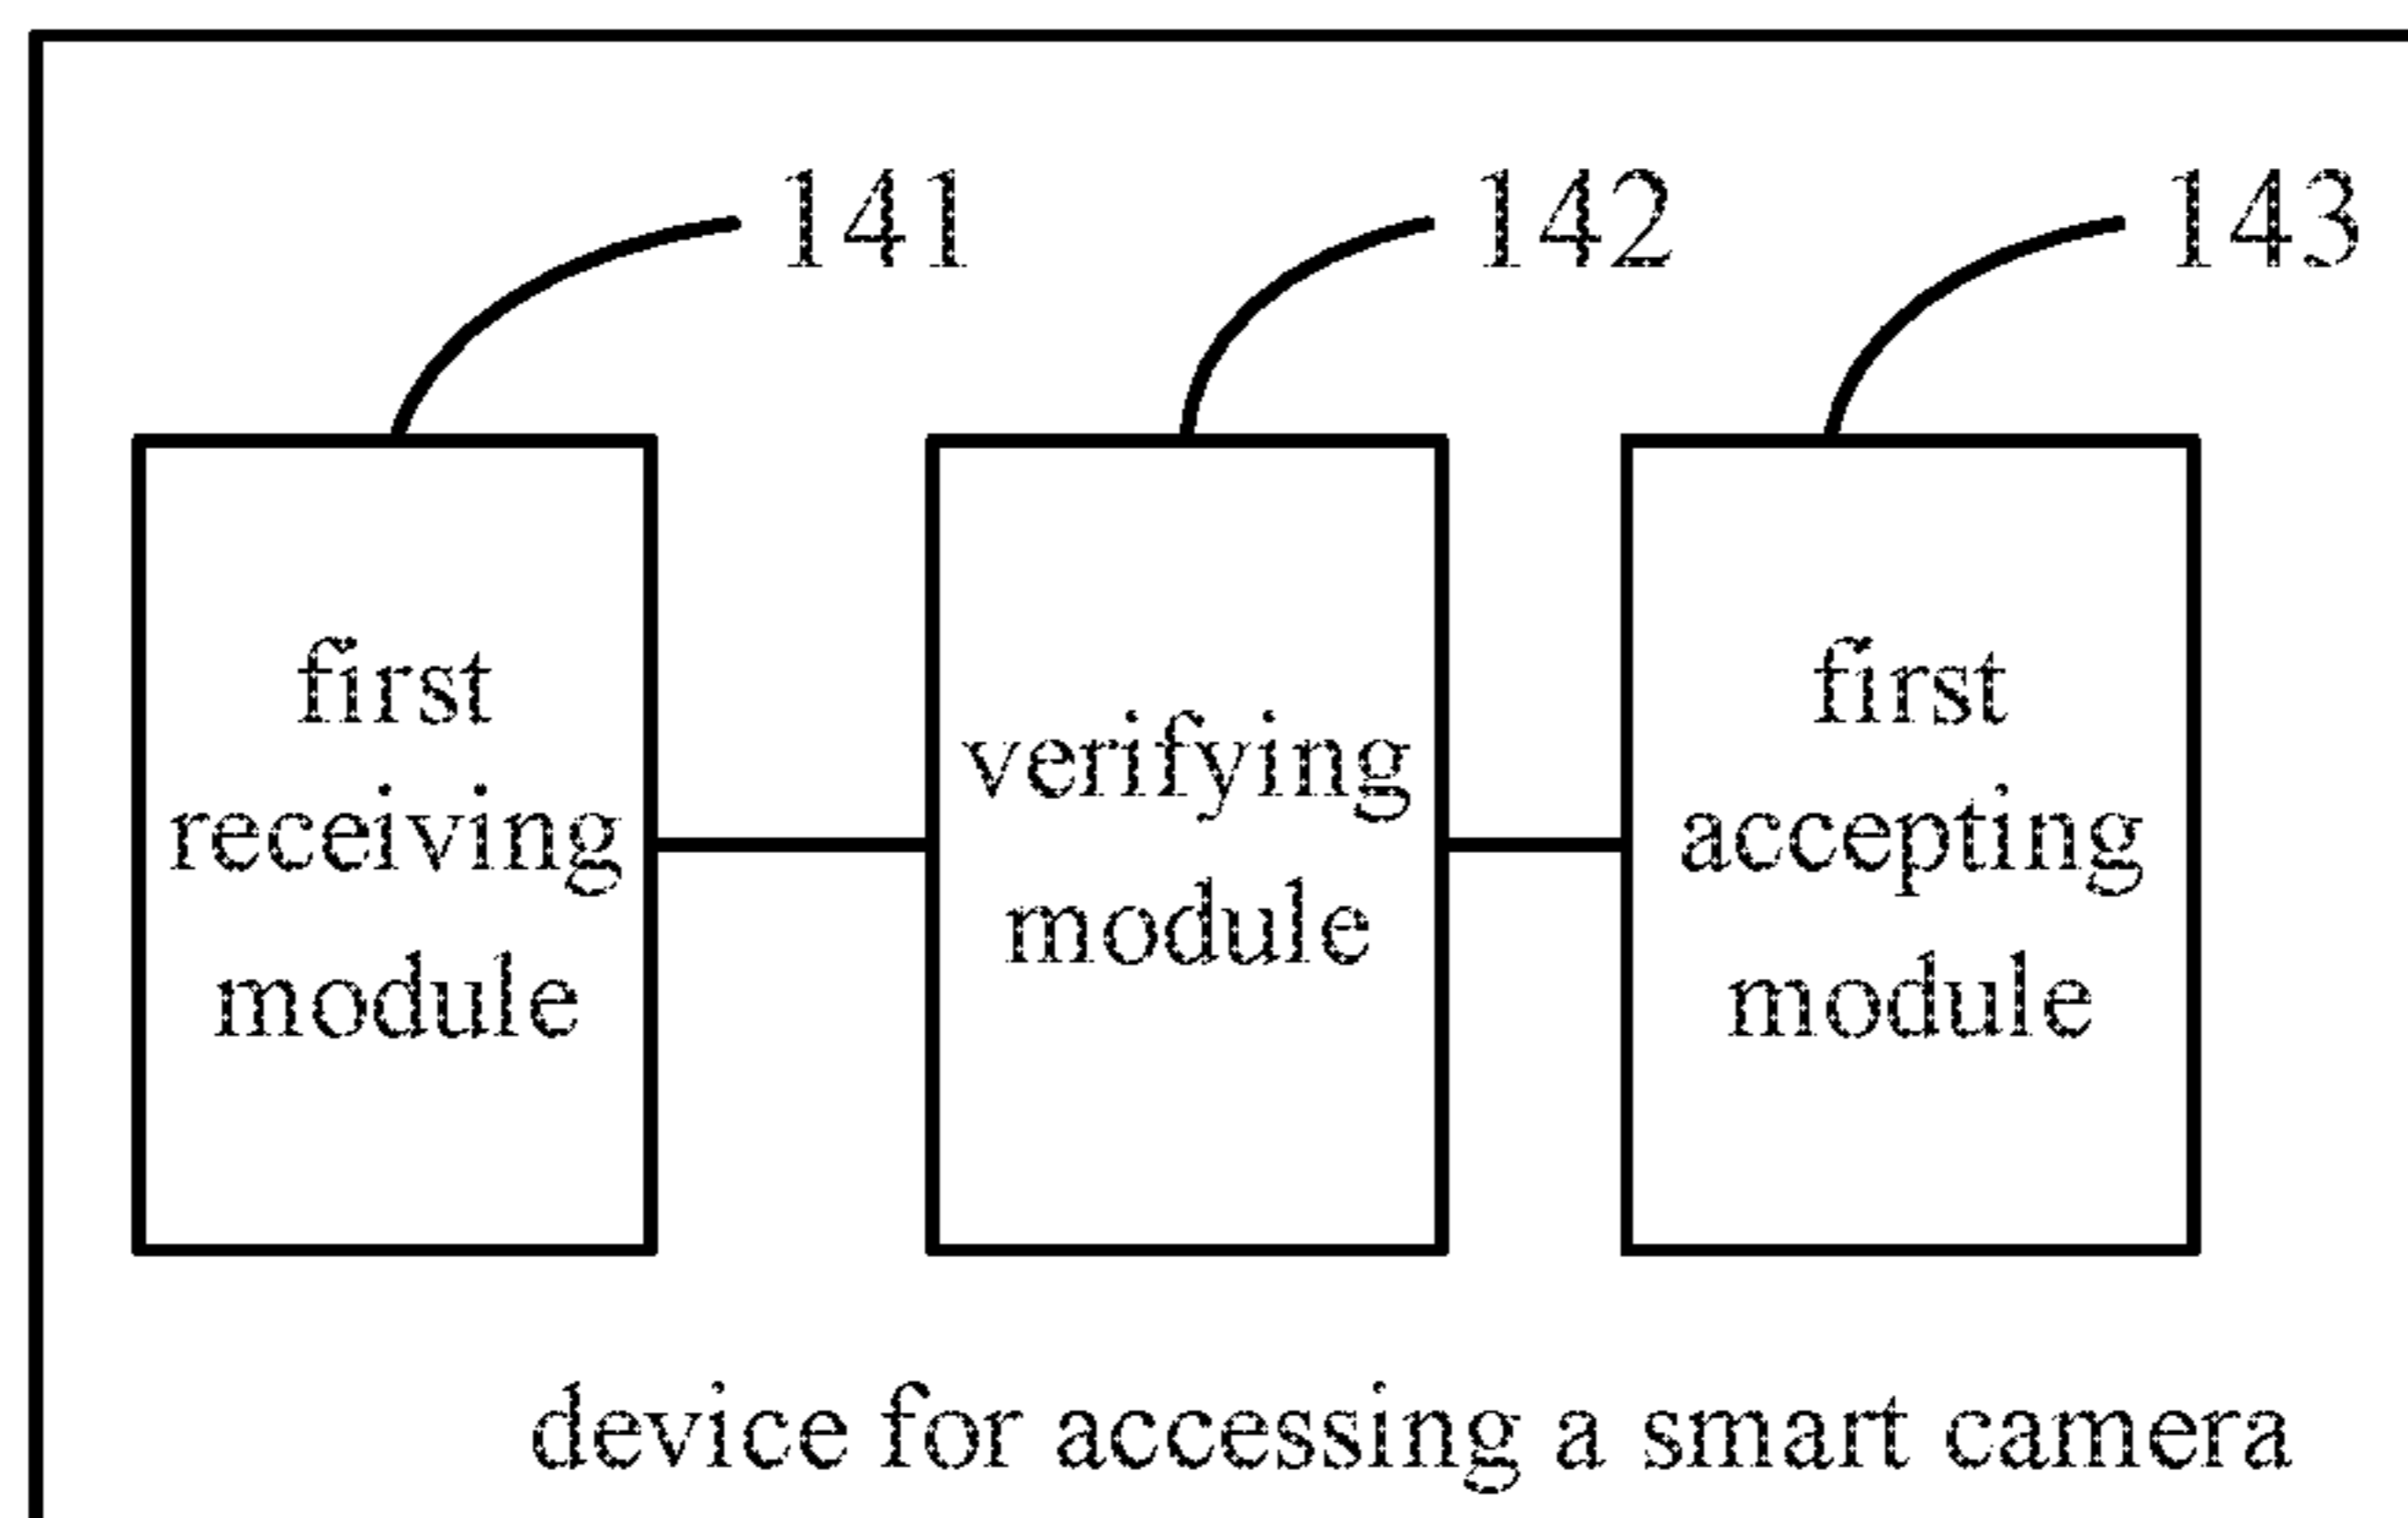 141
142
143
first
receiving
module
verifying
module
first
accepting
module
device for accessing a smart camera